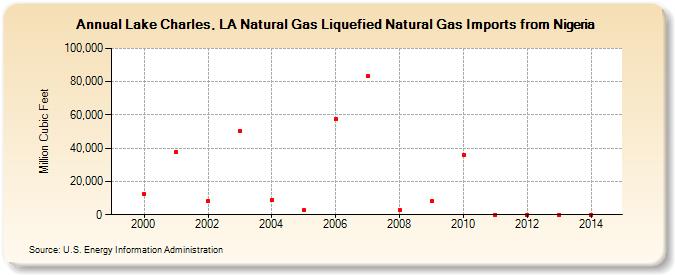 Annual Lake Charles, LA Natural Gas Liquefied Natural Gas Imports from Nigeria
Million Cubic Feet
100,000
80,000
60,000
40,000
20,000
0
2000 2002 2004 2006 2008 2010 2012 2014
Source: U.S. Energy Information Administration